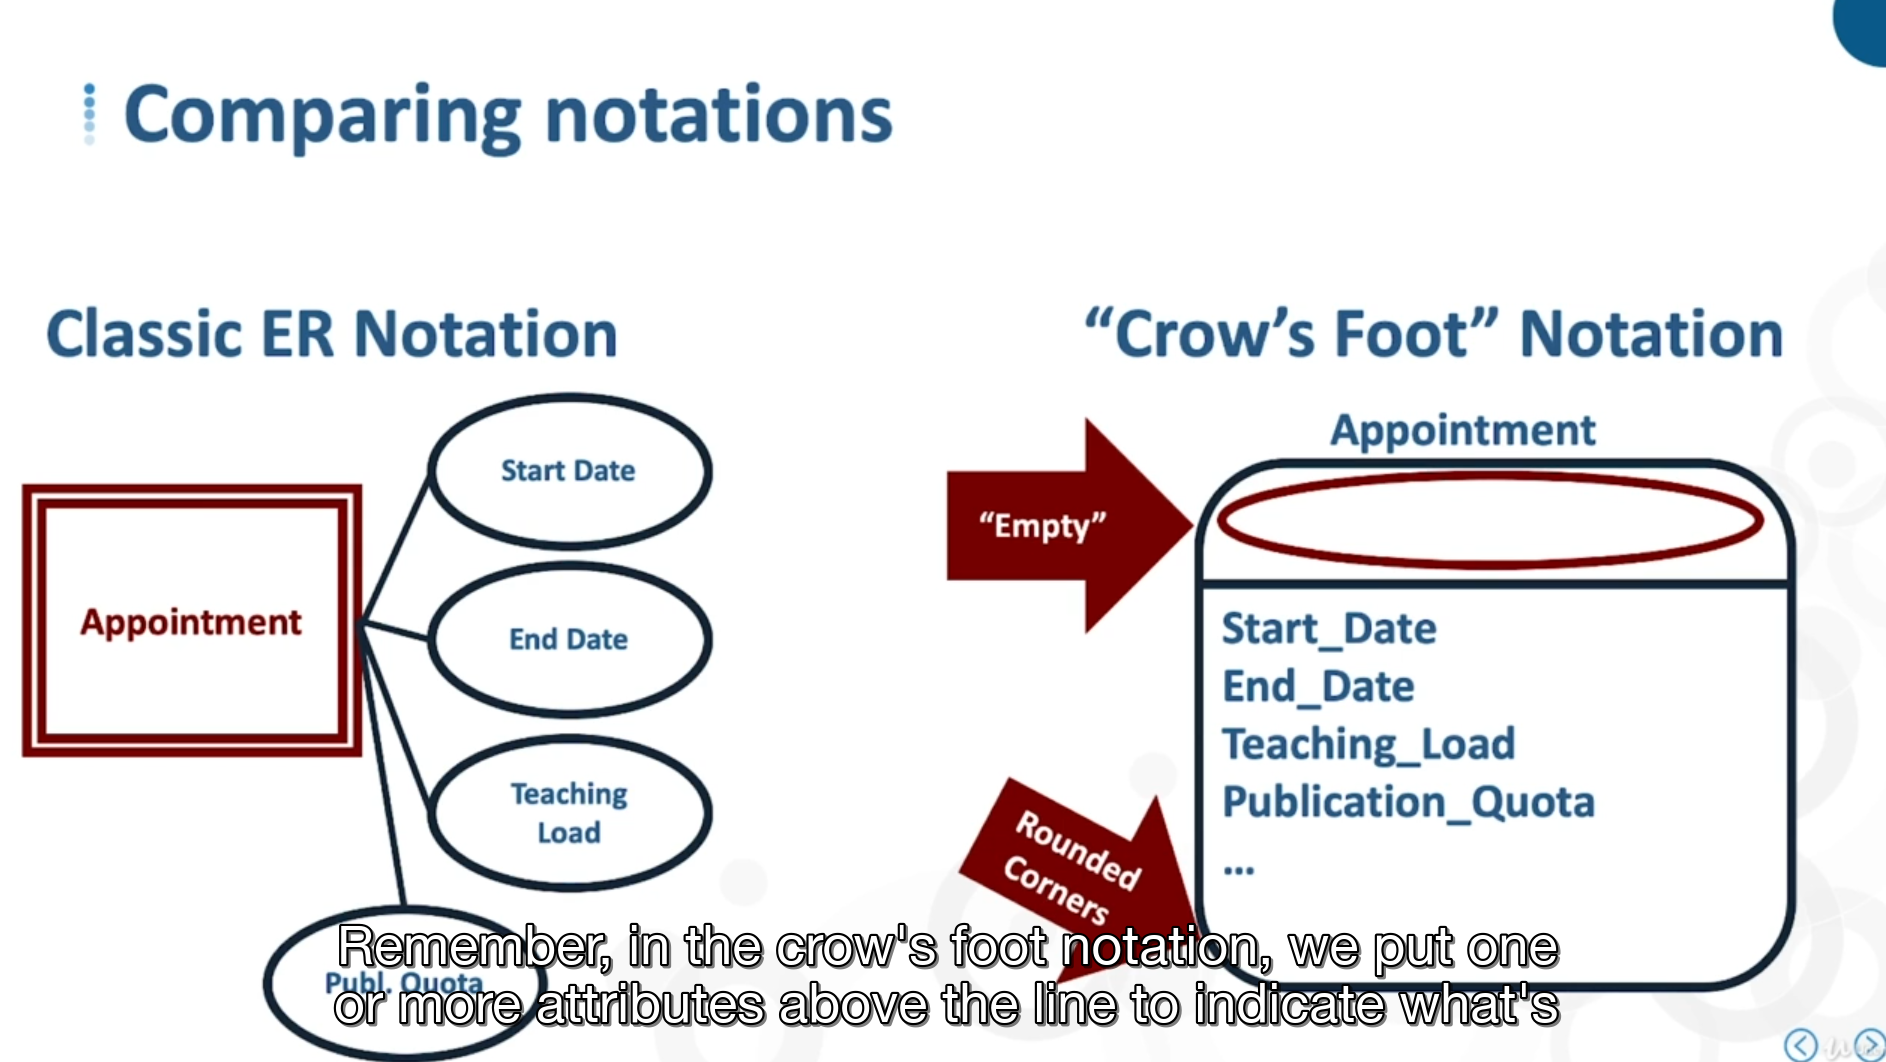 Comparing notations
Classic ER Notation
Appointment
Start Date
End Date
Teaching
Load
Publ. Quota
“Crow’s Foot” Notation
Appointment
“Empty”
Start_Date
End_Date
Teaching_Load
Publication_Quota
...
Rounded
Corners
Remember, in the crow's foot notation, we put one
or more attributes above the line to indicate what's